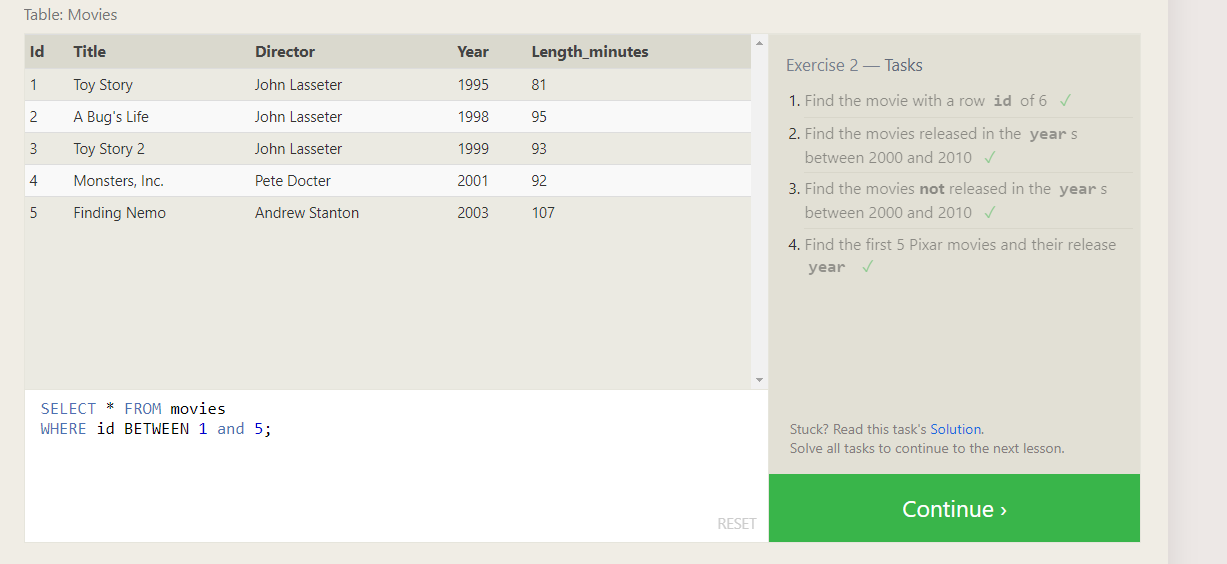 Table: Movies
Id Title Director Year Length_minutes
1 Toy Story John Lasseter 1995 81
2 A Bug's Life John Lasseter 1998 95
3 Toy Story 2 John Lasseter 1999 93
4 Monsters, Inc. Pete Docter 2001 92
5 Finding Nemo Andrew Stanton 2003 107
SELECT * FROM movies
WHERE id BETWEEN 1 and 5;
RESET
Exercise 2 — Tasks
1. Find the movie with a row id of 6 ✓
2. Find the movies released in the year s
between 2000 and 2010 ✓
3. Find the movies not released in the year s
between 2000 and 2010 ✓
4. Find the first 5 Pixar movies and their release
year ✓
Stuck? Read this task's Solution.
Solve all tasks to continue to the next lesson.
Continue ›